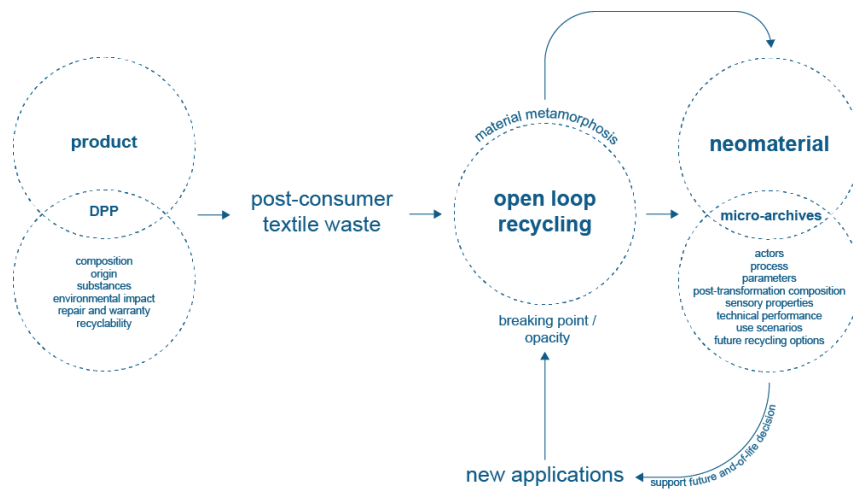 product
DPP
composition
origin
substances
environmental impact
repair and warranty
recyclability
post-consumer
textile waste
material metamorphosis
open loop
recycling
breaking point /
opacity
neomaterial
micro-archives
actors
process
parameters
post-transformation composition
sensory properties
technical performance
use scenarios
future recycling options
support future and-of-life decision
new applications